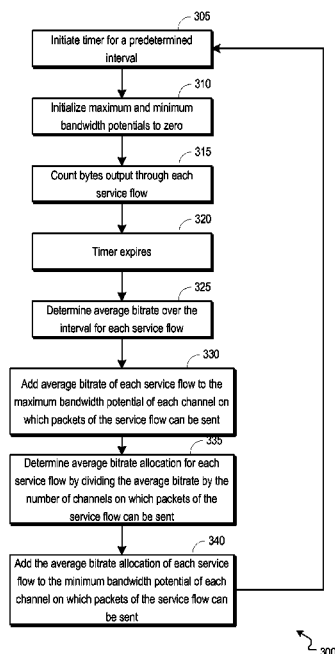 305
Initiate timer for a predetermined
interval
310
Initialize maximum and minimum
bandwidth potentials to zero
315
Count bytes output through each
service flow
320
Timer expires
325
Determine average bitrate over the
interval for each service flow
330
Add average bitrate of each service flow to the
maximum bandwidth potential of each channel on
which packets of the service flow can be sent
335
Determine average bitrate allocation for each
service flow by dividing the average bitrate by the
number of channels on which packets of the
service flow can be sent
340
Add the average bitrate allocation of each service
flow to the minimum bandwidth potential of each
channel on which packets of the service flow can
be sent
300